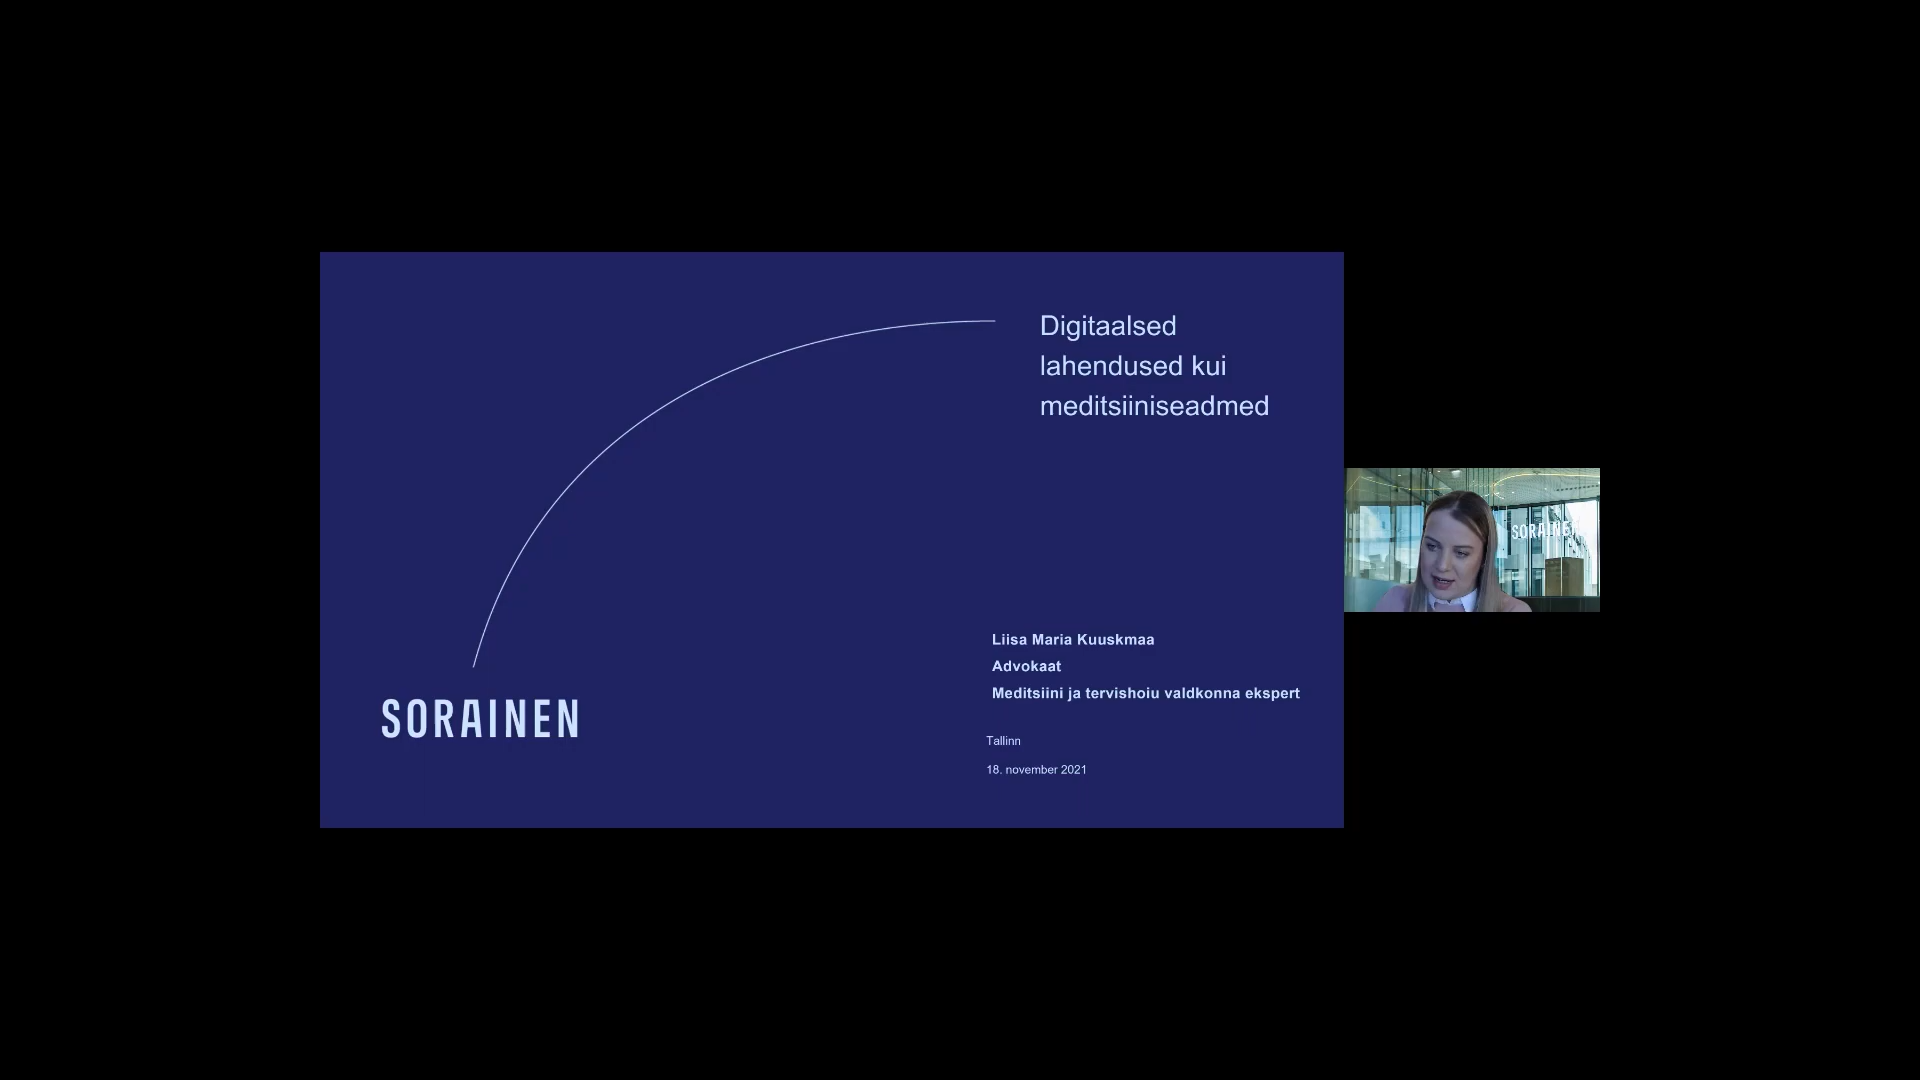 Digitaalsed
lahendused kui
meditsiiniseadmed
SORAINEN
Liisa Maria Kuuskmaa
Advokaat
Meditsiini ja tervishoiu valdkonna ekspert
SORAINEN
Tallinn
18. november 2021